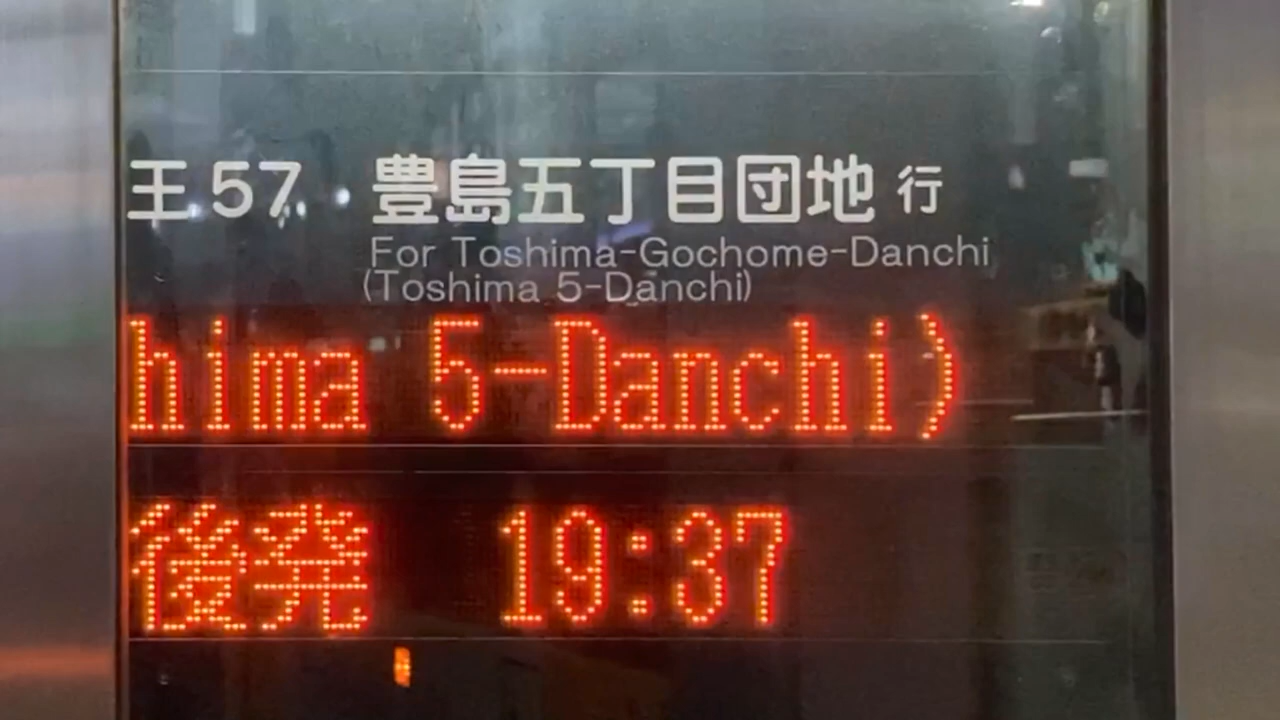 王57 豊島五丁目団地 行
For Toshima-Gochome-Danchi
(Toshima 5-Danchi)
hima 5-Danchi)
後発 19:37